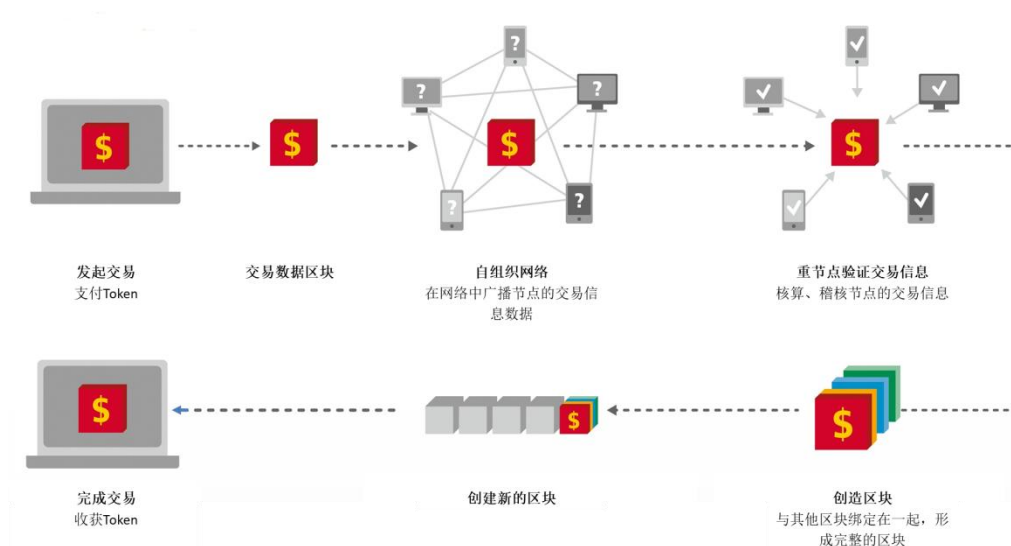 $
$
?
?
?
$
?
?
✓
✓
✓
$
✓
✓
发起交易
支付Token
交易数据区块
自组织网络
在网络中广播节点的交易信
息数据
重节点验证交易信息
核算、稽核节点的交易信息
$
$
$
完成交易
收获Token
创建新的区块
创造区块
与其他区块绑定在一起，形
成完整的区块